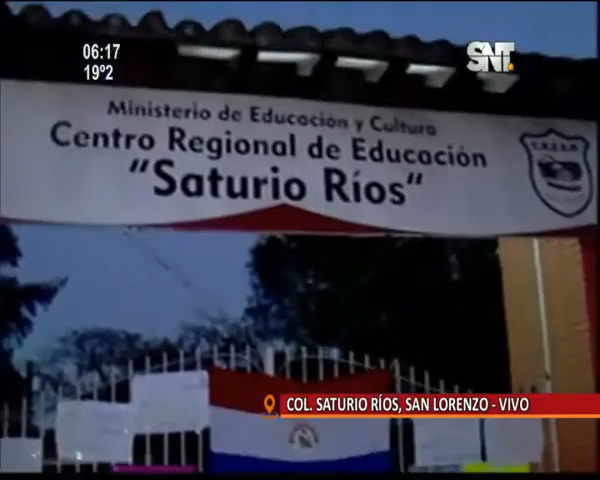 06:17
19º2
SNT.
Ministerio de Educación y Cultura
Centro Regional de Educación
"Saturio Ríos"
C.R.E.S.R.
COL. SATURIO RÍOS, SAN LORENZO - VIVO